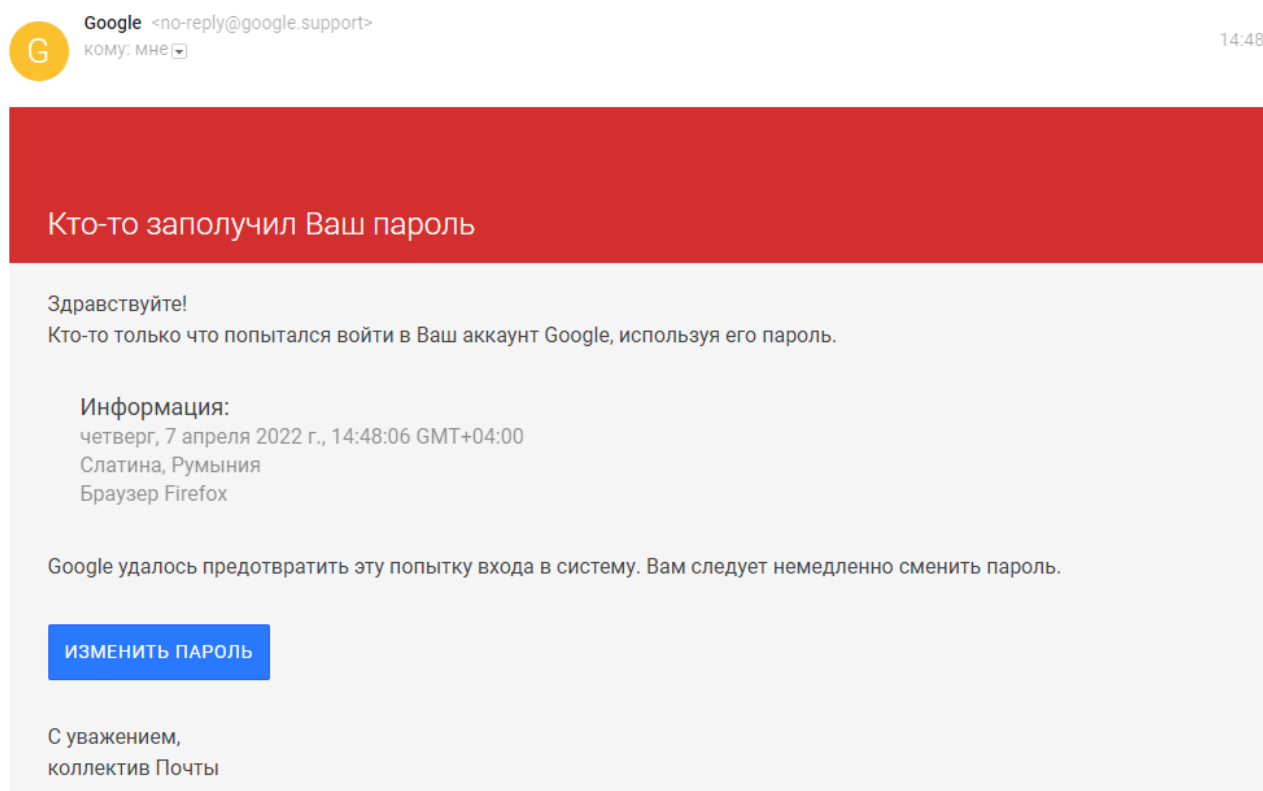 Google <no-reply@google.support>
G
кому: мне
14:48
Кто-то заполучил Ваш пароль
Здравствуйте!
Кто-то только что попытался войти в Ваш аккаунт Google, используя его пароль.
Информация:
четверг, 7 апреля 2022 г., 14:48:06 GMT+04:00
Слатина, Румыния
Браузер Firefox
Google удалось предотвратить эту попытку входа в систему. Вам следует немедленно сменить пароль.
ИЗМЕНИТЬ ПАРОЛЬ
С уважением,
коллектив Почты